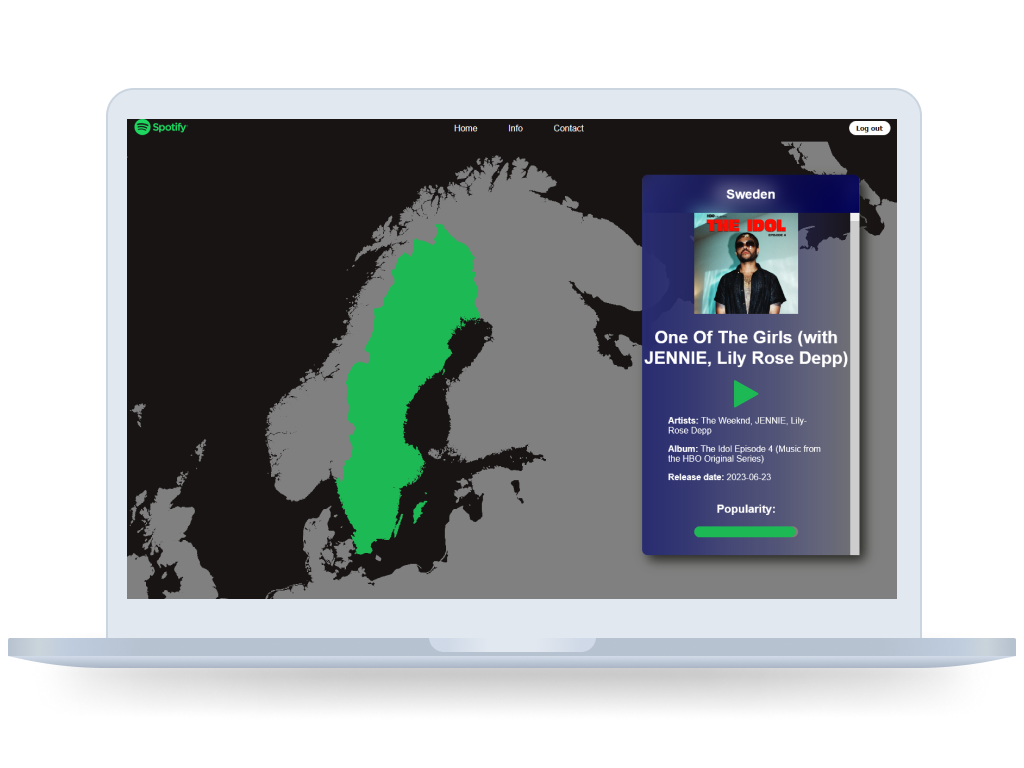 Spotify
Home
Info
Contact
Log out
Sweden
THE IDOL
One Of The Girls (with
JENNIE, Lily Rose Depp)
Artists: The Weeknd, JENNIE, Lily-
Rose Depp
Album: The Idol Episode 4 (Music from
the HBO Original Series)
Release date: 2023-06-23
Popularity: